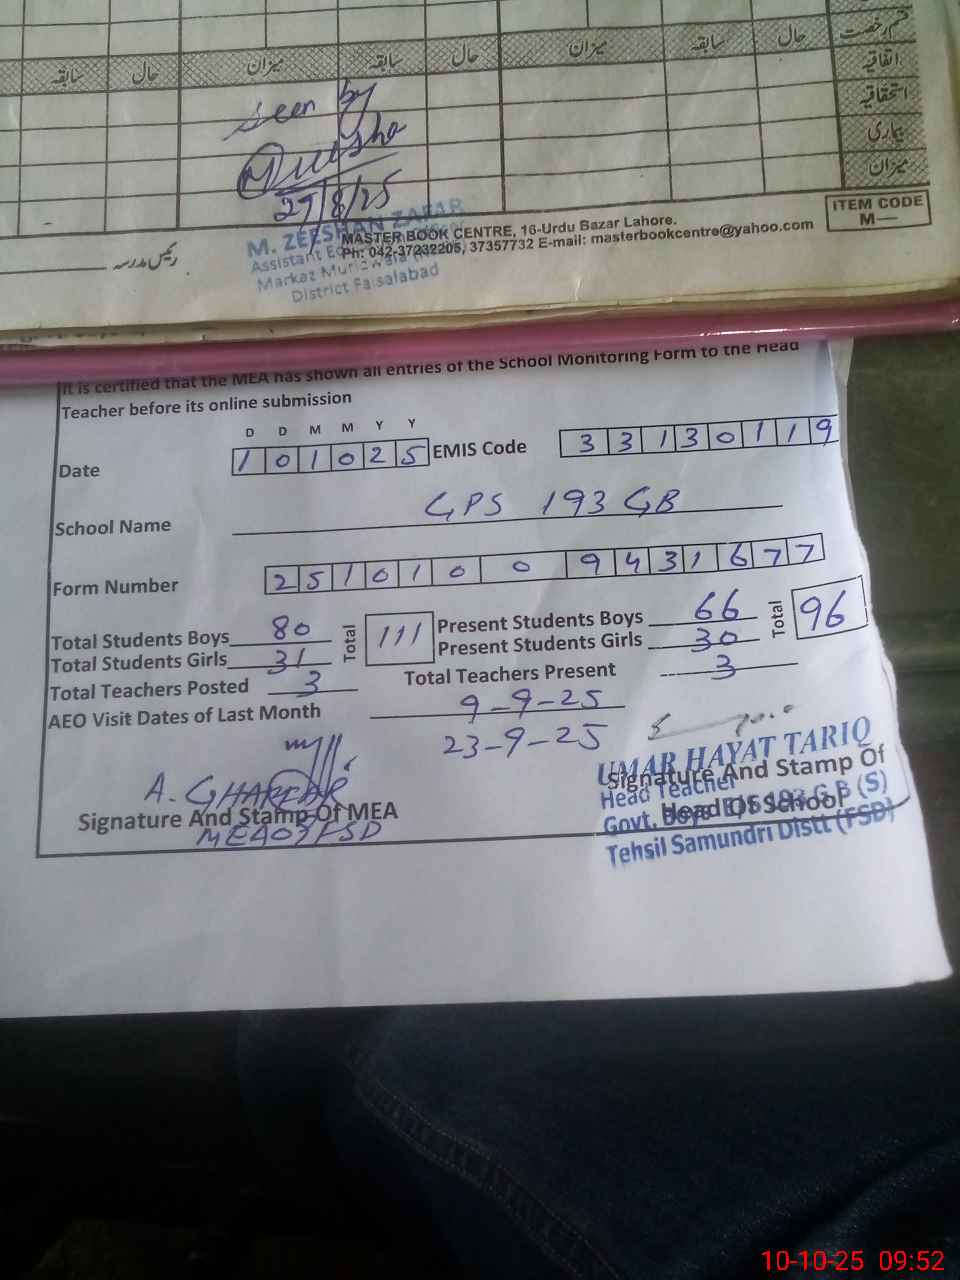 قسم رخصت
سابقہ حال میزان سابقہ حال میزان سابقہ حال اتفاقیہ
استحقاقیہ
بیماری
میزان
Seen by
27/8/25
ITEM CODE
M—
MASTER BOOK CENTRE, 16-Urdu Bazar Lahore.
Ph: 042-37232205, 37357732 E-mail: masterbookcentre@yahoo.com
رئیس مدرسہ
M. ZEESHAN ZAFAR
Assistant
Markaz
District Faisalabad
It is certified that the MEA has shown all entries of the School Monitoring Form to the Head
Teacher before its online submission
D D M M Y Y
Date 1 0 1 0 2 5 EMIS Code 3 3 1 3 0 1 1 9
School Name GPS 193 GB
Form Number 2 5 1 0 1 0 0 9 4 3 1 6 7 7
Total Students Boys 80 Total 111 Present Students Boys 66 Total 96
Total Students Girls 31 Present Students Girls 30
Total Teachers Posted 3 Total Teachers Present 3
AEO Visit Dates of Last Month 9-9-25
23-9-25
A.
Signature And Stamp Of MEA
UMAR HAYAT TARIQ
Signature And Stamp Of
Head Teacher
Head Of School
Govt. Boys 193 G.B (S)
Tehsil Samundri Distt (FSD)
10-10-25 09:52